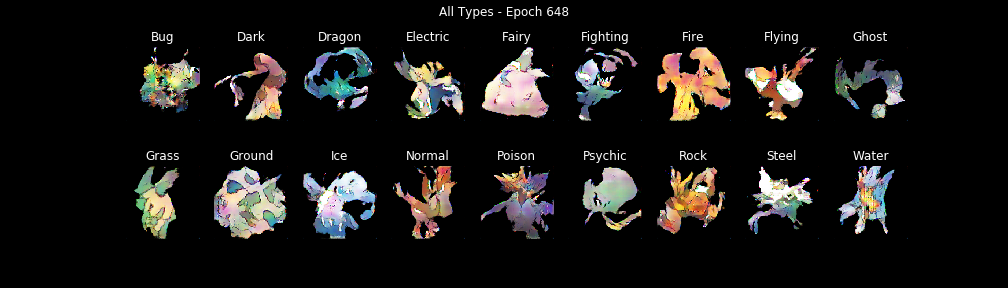 All Types - Epoch 648
Bug Dark Dragon Electric Fairy Fighting Fire Flying Ghost
Grass Ground Ice Normal Poison Psychic Rock Steel Water